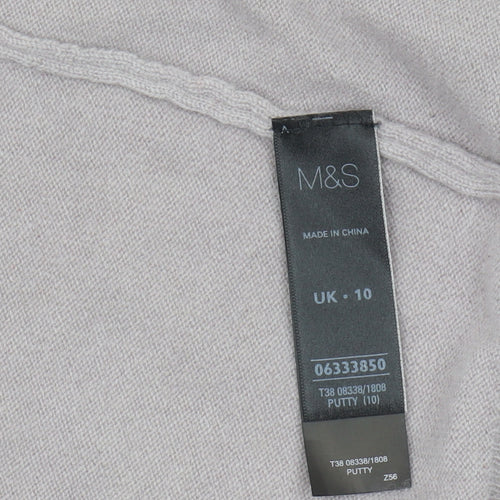 M&S
MADE IN CHINA
UK · 10
06333850
T38 08338/1808
PUTTY (10)
T38 08338/1808
PUTTY
Z56